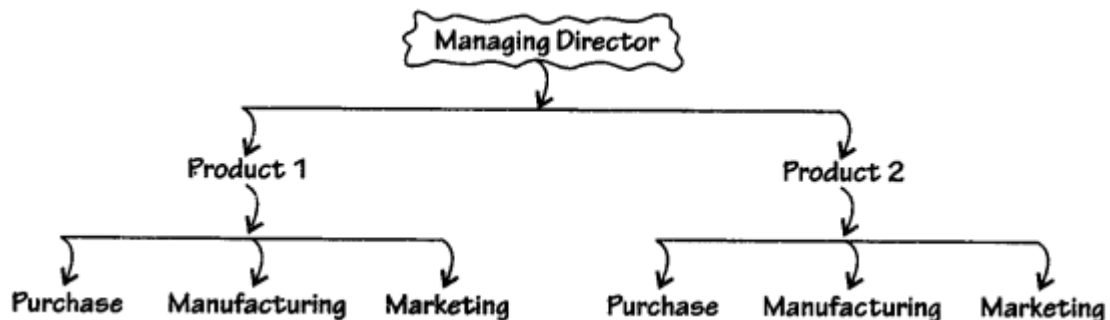 Managing Director
Product 1 Product 2
Purchase Manufacturing Marketing Purchase Manufacturing Marketing